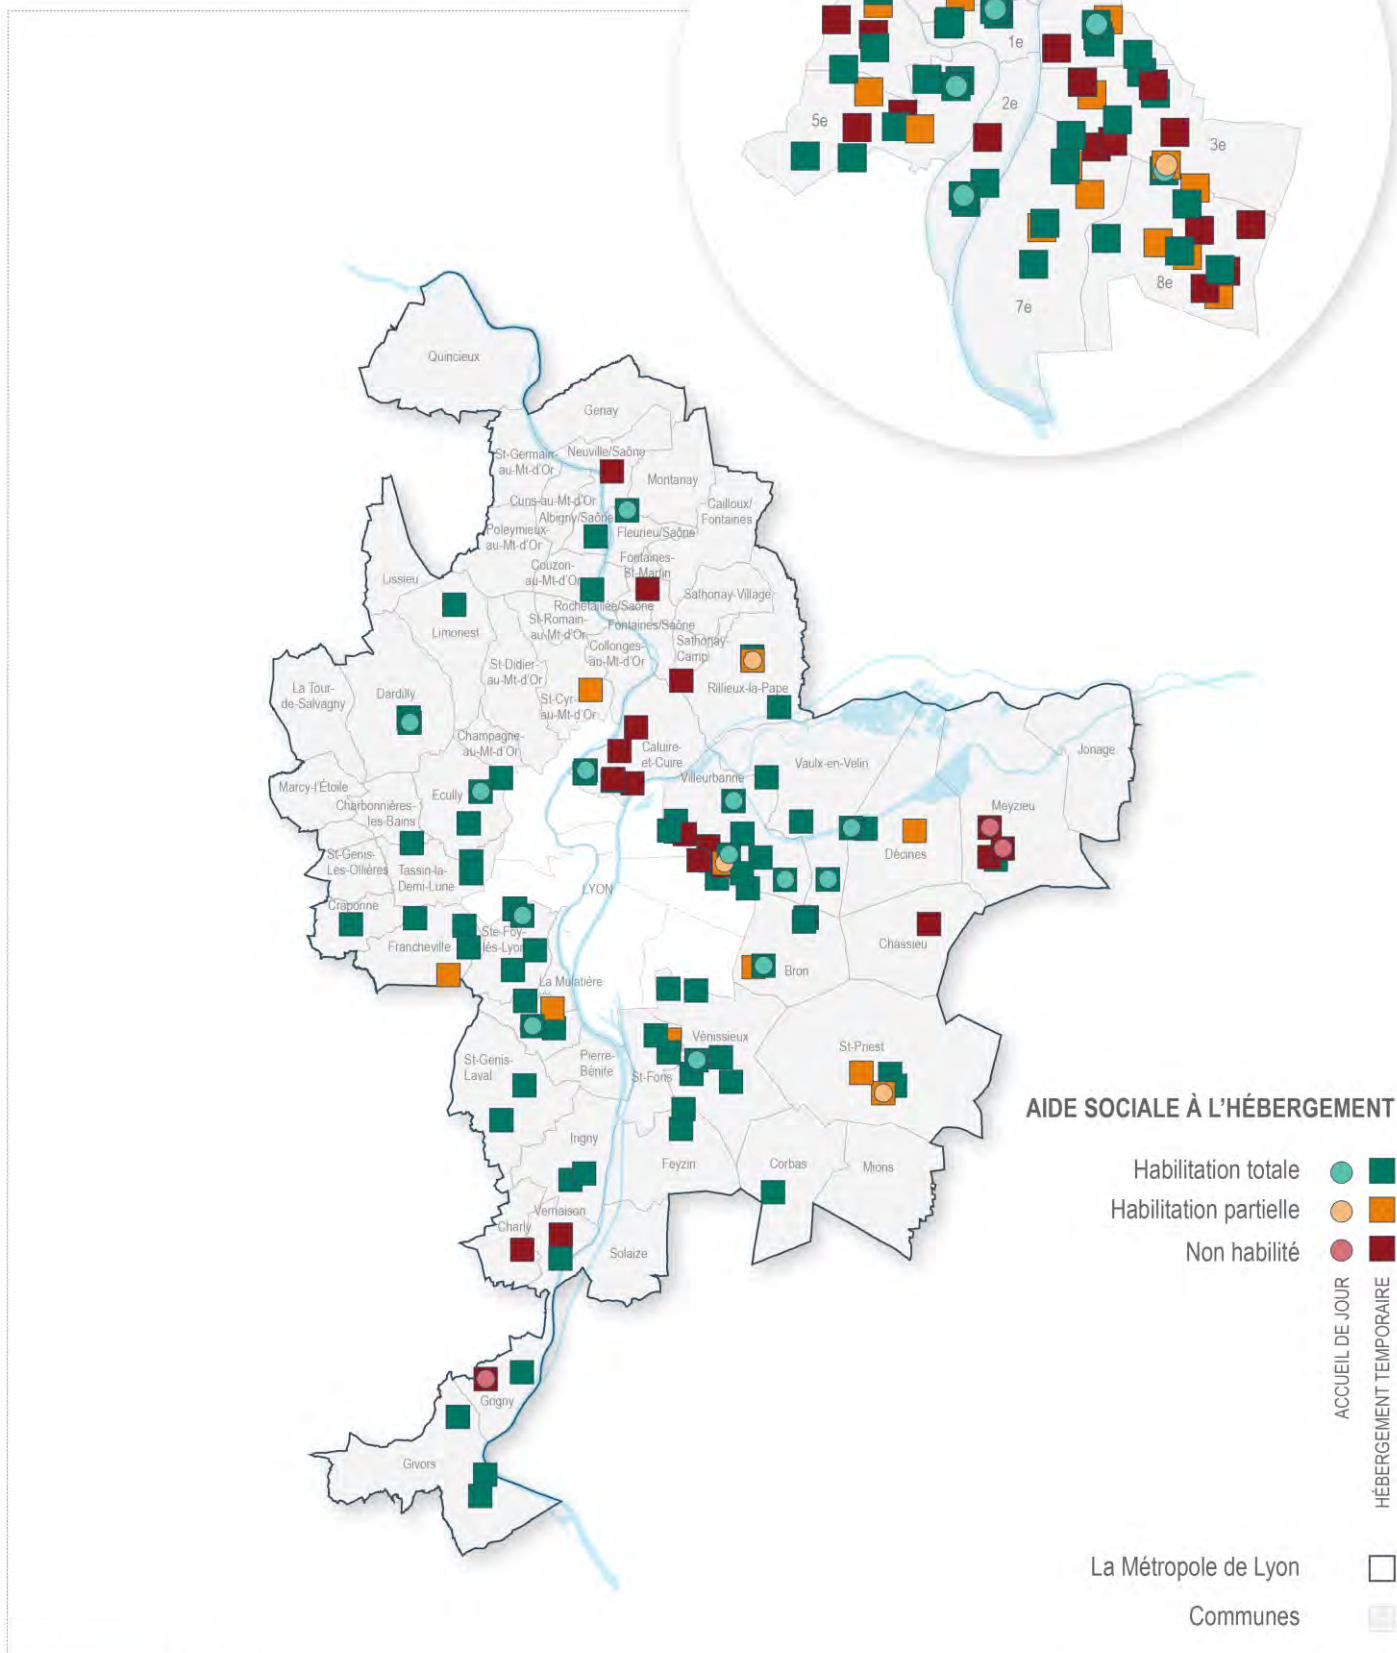 1e
2e
5e
3e
8e
7e
Quincieux
Genay
St-Germain-
au-Mt-d'Or
Neuville/Saône
Montanay
Curis-au-Mt-d'Or
Albigny/Saône
Cailloux/
Fontaines
Poleymieux-
au-Mt-d'Or
Fleurieu/Saône
Couzon-
au-Mt-d'Or
Fontaines-
St-Martin
Lissieu
Sathonay-Village
Rochetaillée/Saône
St-Romain-
au-Mt-d'Or
Fontaines/Saône
Limonest
Collonges-
au-Mt-d'Or
Sathonay-
Camp
St-Didier-
au-Mt-d'Or
Rillieux-la-Pape
La Tour-
de-Salvagny
Dardilly
St-Cyr-
au-Mt-d'Or
Champagne-
au-Mt-d'Or
Caluire-
et-Cuire
Jonage
Vaulx-en-Velin
Villeurbanne
Marcy-l'Étoile
Ecully
Charbonnières-
les-Bains
Meyzieu
St-Genis-
Les-Ollières
Tassin-la-
Demi-Lune
Décines
LYON
Craponne
Francheville
Ste-Foy-
lés-Lyon
Chassieu
Bron
La Mulatière
Vénissieux
St-Priest
St-Genis-
Laval
Pierre-
Bénite
St-Fons
Irigny
Feyzin
Corbas
Mions
Vernaison
Charly
Solaize
Grigny
Givors
AIDE SOCIALE À L'HÉBERGEMENT
Habilitation totale
Habilitation partielle
Non habilité
ACCUEIL DE JOUR
HÉBERGEMENT TEMPORAIRE
La Métropole de Lyon
Communes